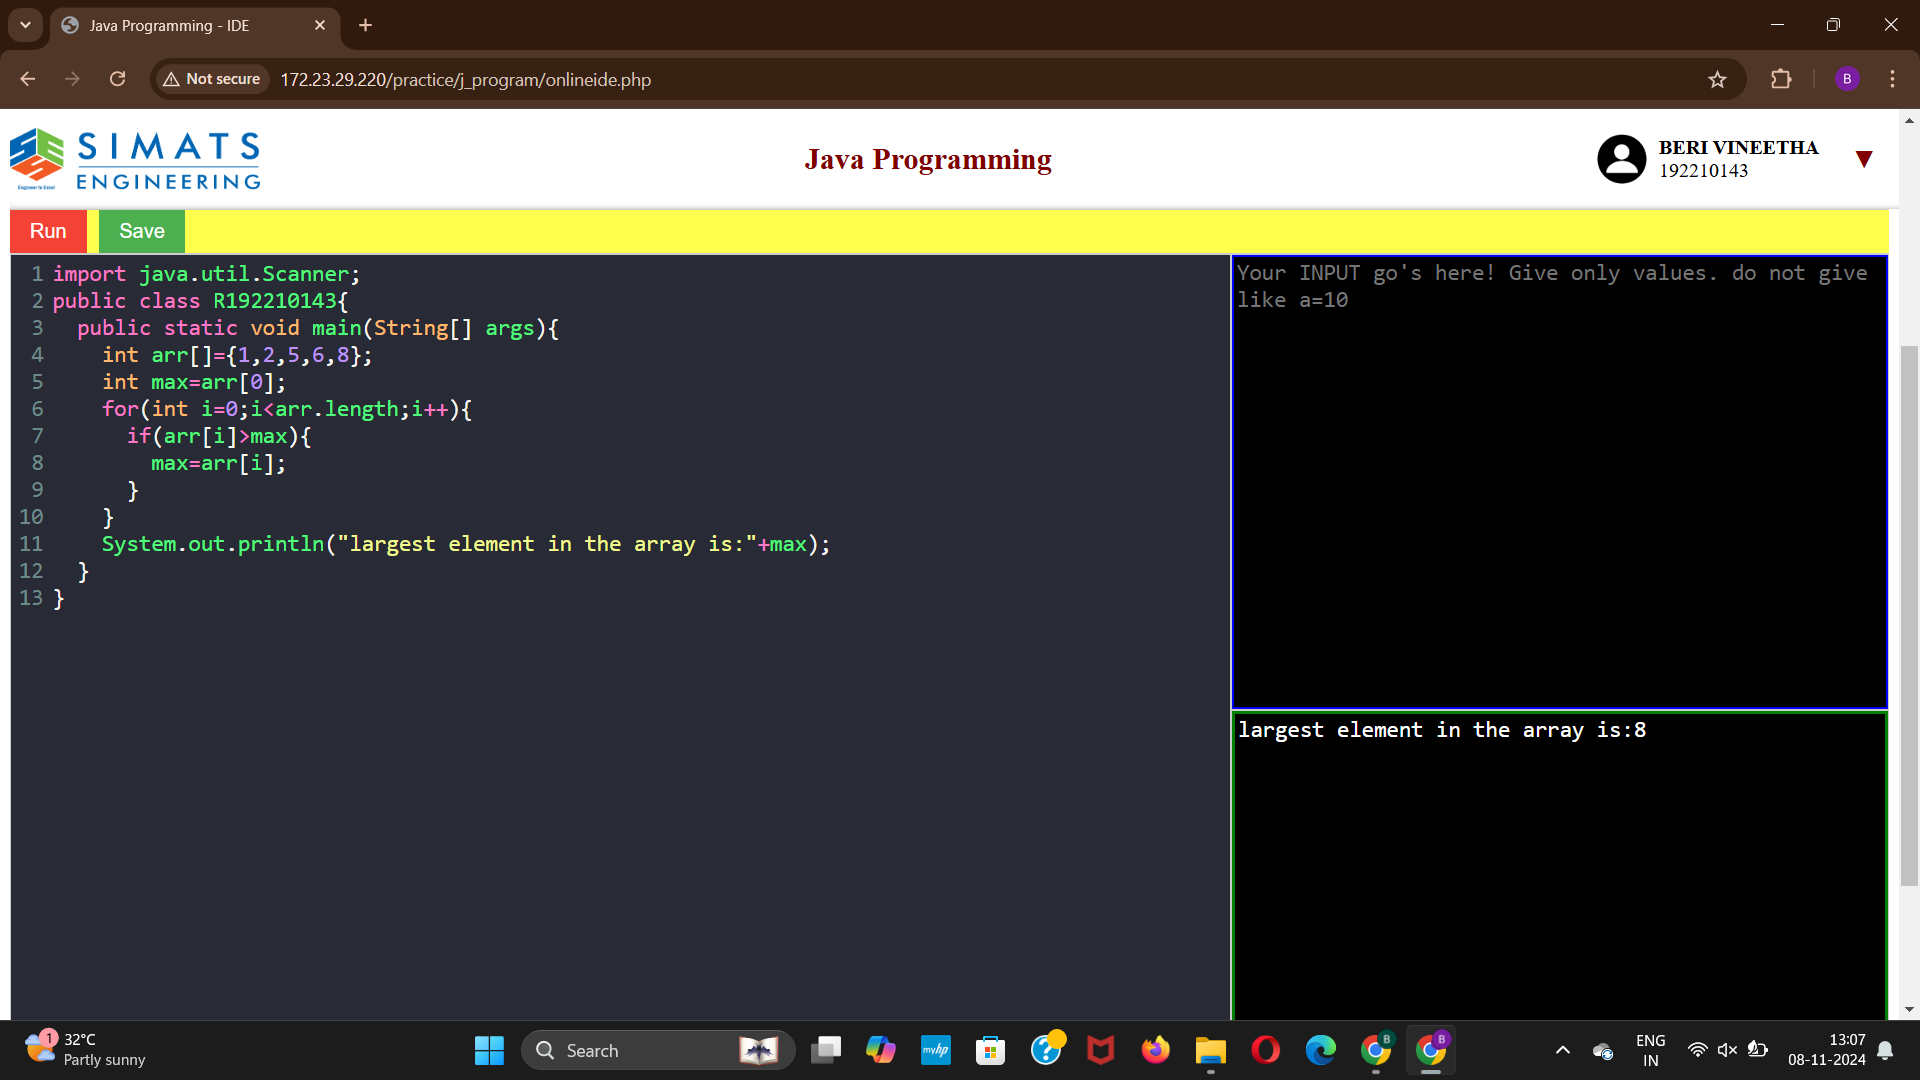 Java Programming - IDE
Not secure
172.23.29.220/practice/j_program/onlineide.php
B
SIMATS
ENGINEERING
Engineer to Excel
Java Programming
BERI VINEETHA
192210143
Run
Save
1 import java.util.Scanner;
2 public class R192210143{
3   public static void main(String[] args){
4     int arr[]={1,2,5,6,8};
5     int max=arr[0];
6     for(int i=0;i<arr.length;i++){
7       if(arr[i]>max){
8         max=arr[i];
9       }
10     }
11     System.out.println("largest element in the array is:"+max);
12   }
13 }
Your INPUT go's here! Give only values. do not give
like a=10
largest element in the array is:8
1
32°C
Partly sunny
Search
myhp
B
B
ENG
IN
13:07
08-11-2024